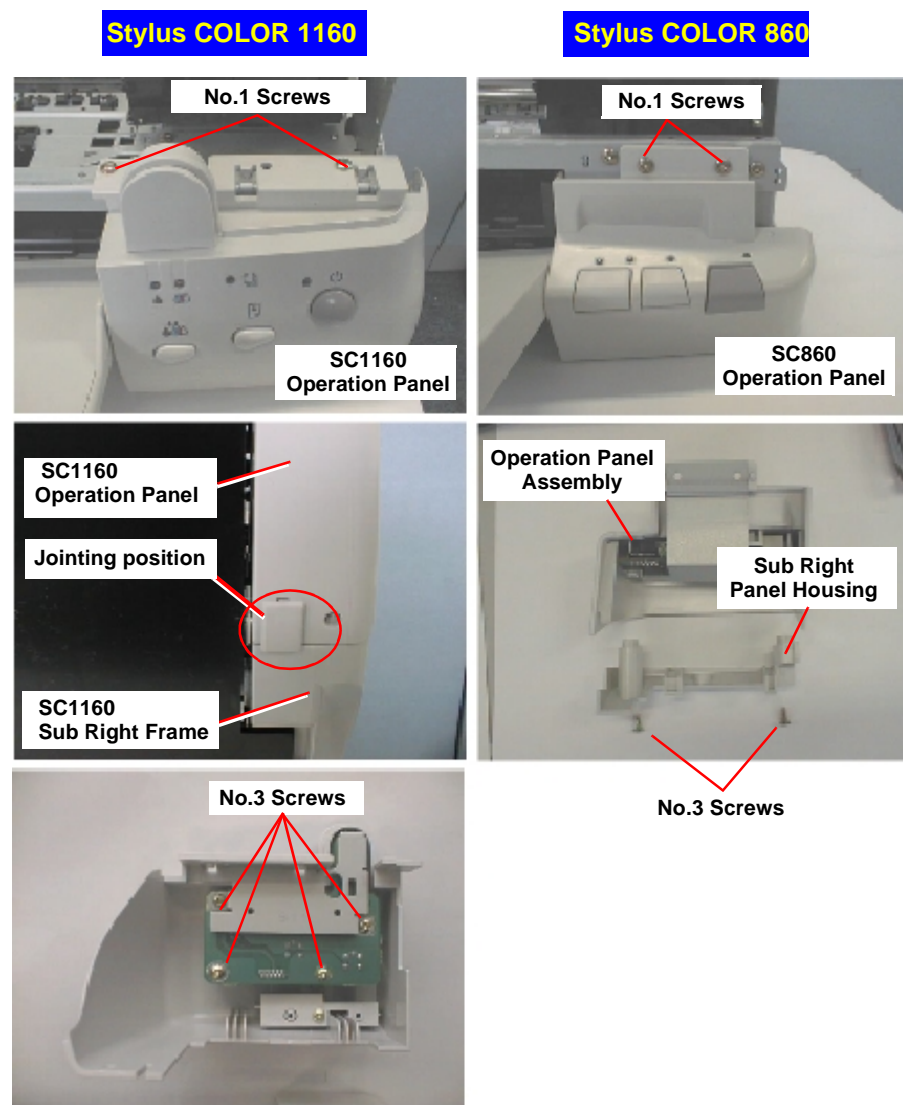 Stylus COLOR 1160
Stylus COLOR 860
No.1 Screws
SC1160
Operation Panel
No.1 Screws
SC860
Operation Panel
SC1160
Operation Panel
Jointing position
SC1160
Sub Right Frame
Operation Panel
Assembly
Sub Right
Panel Housing
No.3 Screws
No.3 Screws